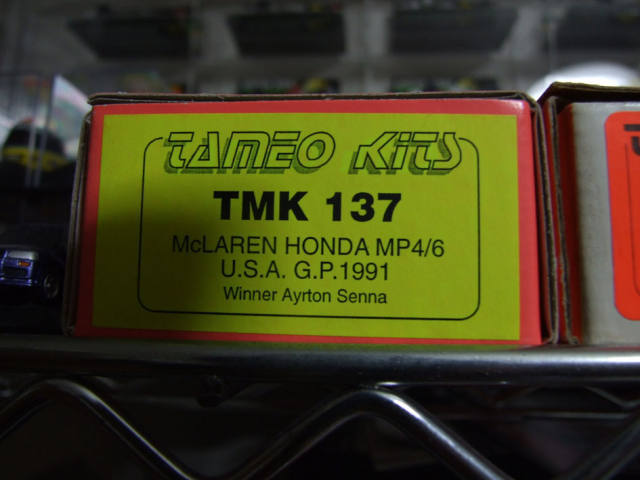 TAMEO KITS
TMK 137
McLAREN HONDA MP4/6
U.S.A. G.P.1991
Winner Ayrton Senna